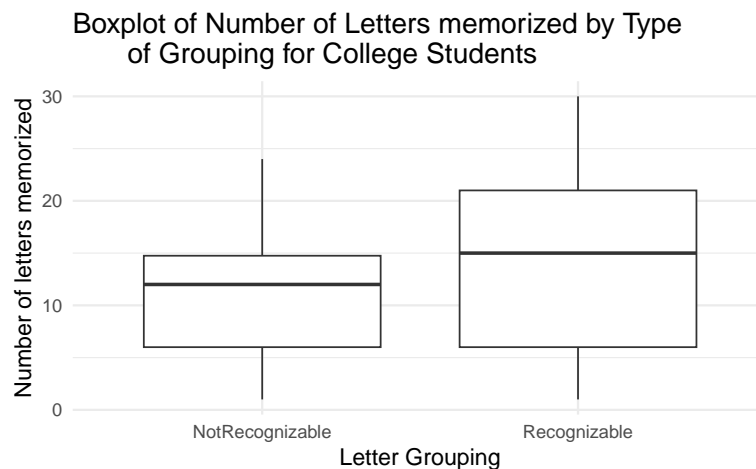 Boxplot of Number of Letters memorized by Type
of Grouping for College Students
Number of letters memorized
30
20
10
0
NotRecognizable
Recognizable
Letter Grouping